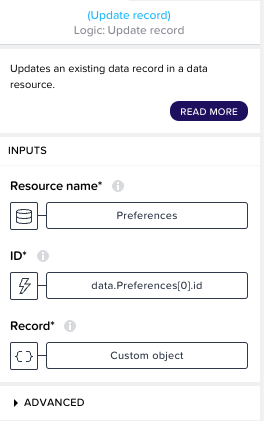 (Update record)
Logic: Update record
Updates an existing data record in a data
resource.
READ MORE
INPUTS
Resource name*
Preferences
ID*
data.Preferences[0].id
Record*
Custom object
ADVANCED